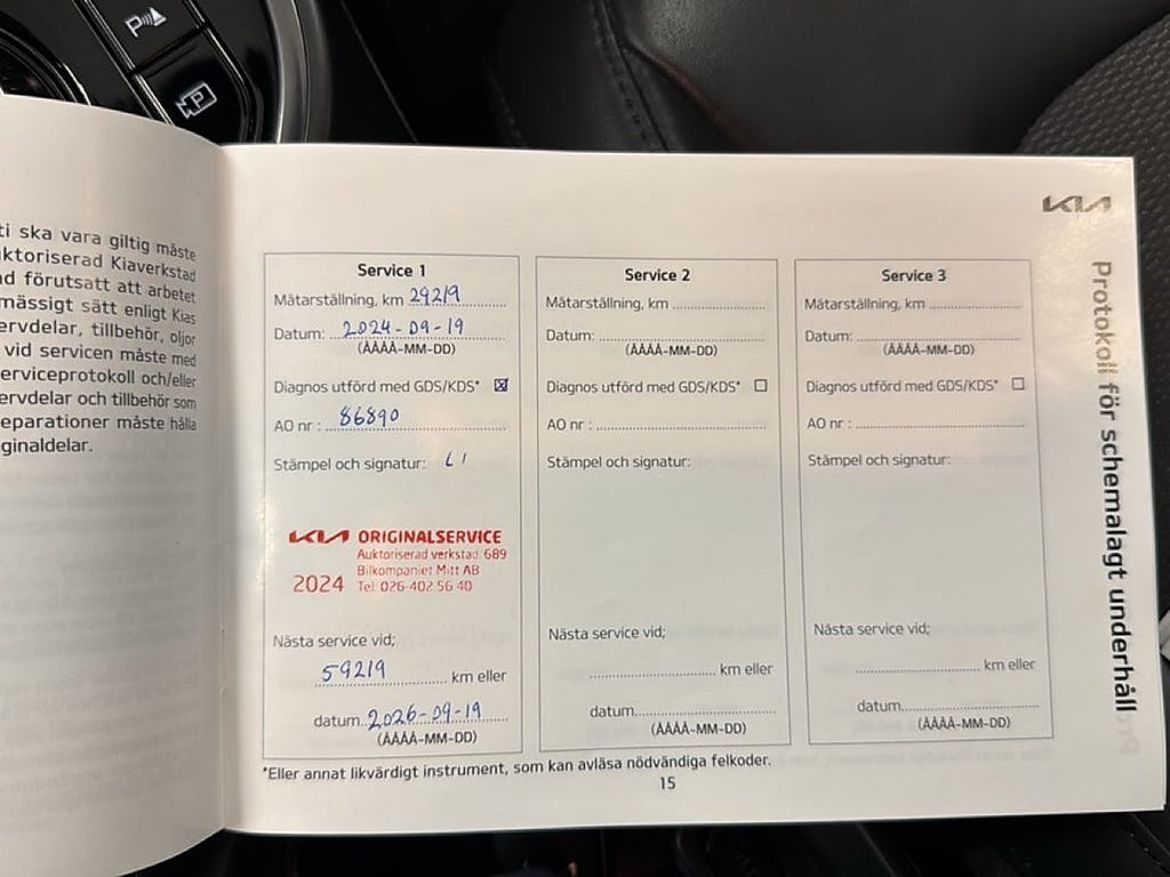 P
P
ti ska vara giltig måste
uktoriserad Kiaverkstad
ad förutsatt att arbetet
mässigt sätt enligt Kias
ervdelar, tillbehör, oljor
vid servicen måste med
erviceprotokoll och/eller
ervdelar och tillbehör som
eparationer måste hålla
ginaldelar.
KIA
Protokoll för schemalagt underhåll
Service 1
Mätarställning, km 29219
Datum: 2024-09-19
(ÅÅÅÅ-MM-DD)
Diagnos utförd med GDS/KDS*
AO nr : 86890
Stämpel och signatur:
KIA ORIGINALSERVICE
Auktoriserad verkstad 689
Bilkompaniet Mitt AB
2024 Tel: 026-402 56 40
Nästa service vid;
59219 km eller
datum 2026-09-19
(ÅÅÅÅ-MM-DD)
Service 2
Mätarställning, km
Datum:
(ÅÅÅÅ-MM-DD)
Diagnos utförd med GDS/KDS*
AO nr :
Stämpel och signatur:
Nästa service vid;
km eller
datum
(ÅÅÅÅ-MM-DD)
Service 3
Mätarställning, km
Datum:
(ÅÅÅÅ-MM-DD)
Diagnos utförd med GDS/KDS*
AO nr :
Stämpel och signatur:
Nästa service vid;
km eller
datum
(ÅÅÅÅ-MM-DD)
*Eller annat likvärdigt instrument, som kan avläsa nödvändiga felkoder.
15